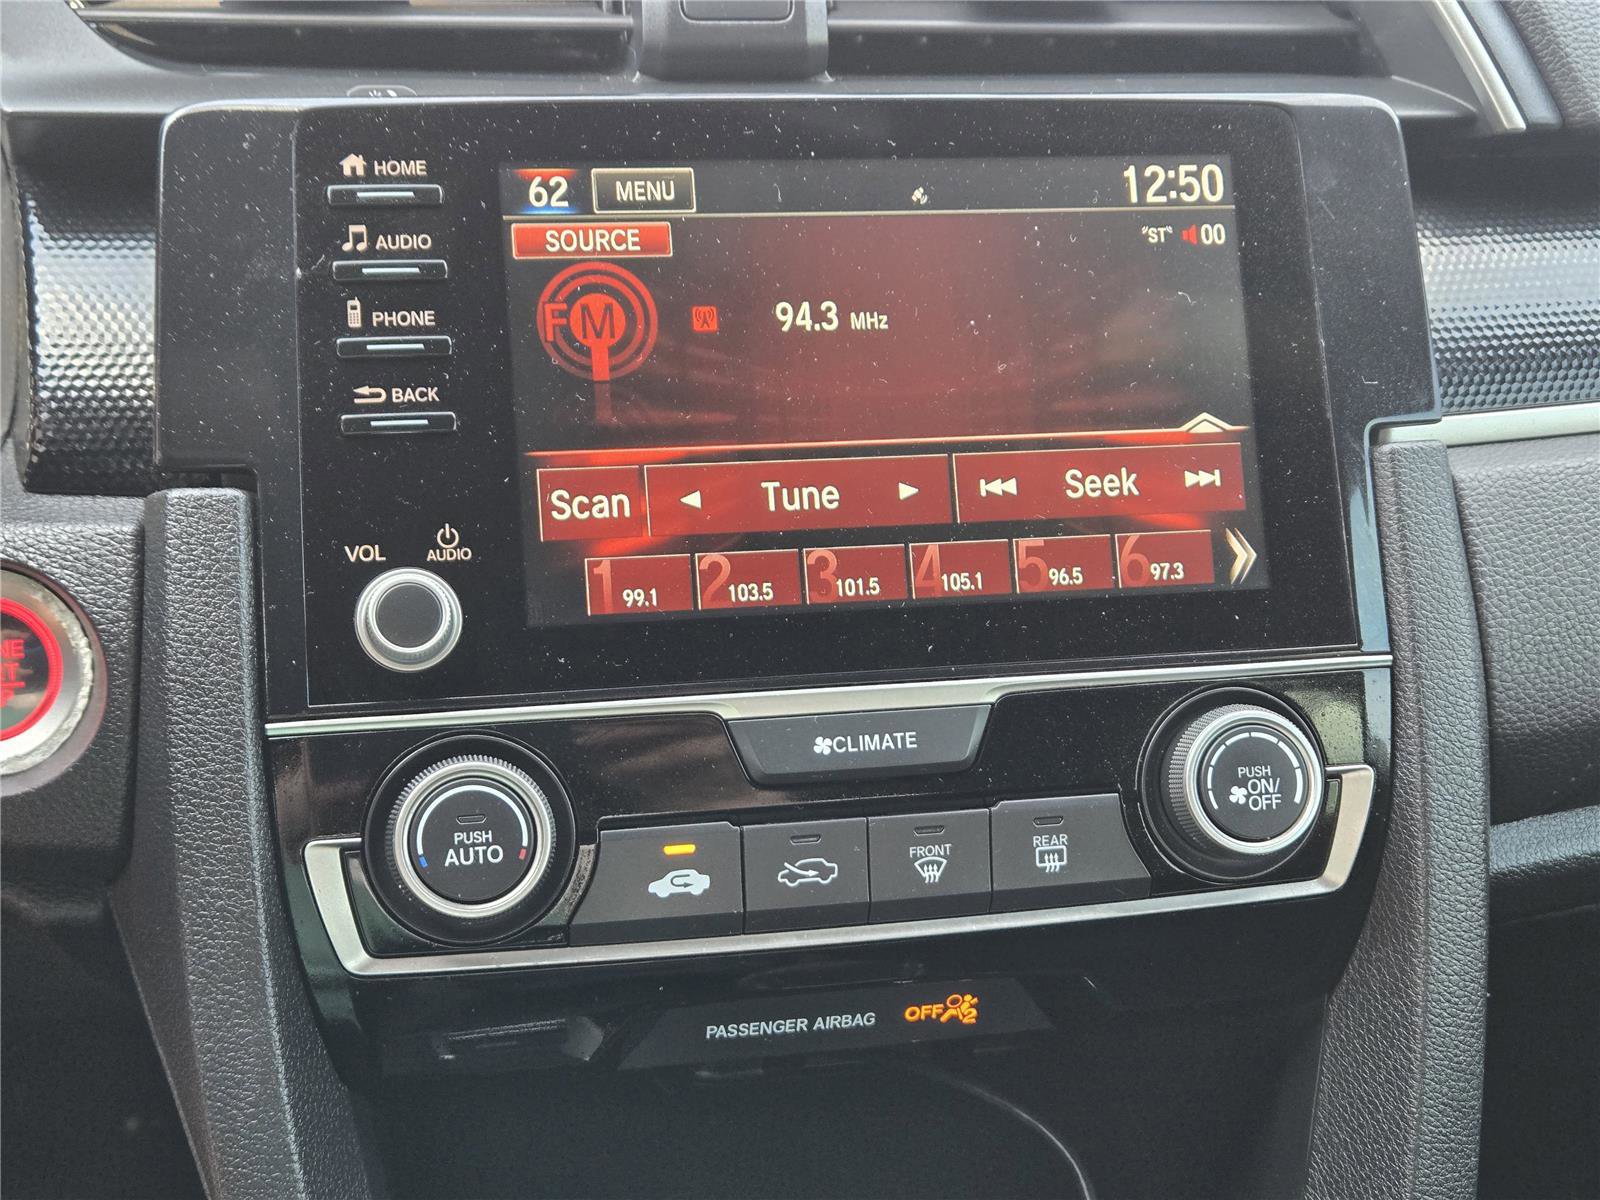 HOME
AUDIO
PHONE
BACK
VOL
AUDIO
62 MENU 12:50
SOURCE "ST" 00
FM 94.3 MHz
Scan Tune Seek
1 99.1 2 103.5 3 101.5 4 105.1 5 96.5 6 97.3
CLIMATE
PUSH
AUTO
FRONT
REAR
PUSH
ON/
OFF
PASSENGER AIRBAG OFF 2